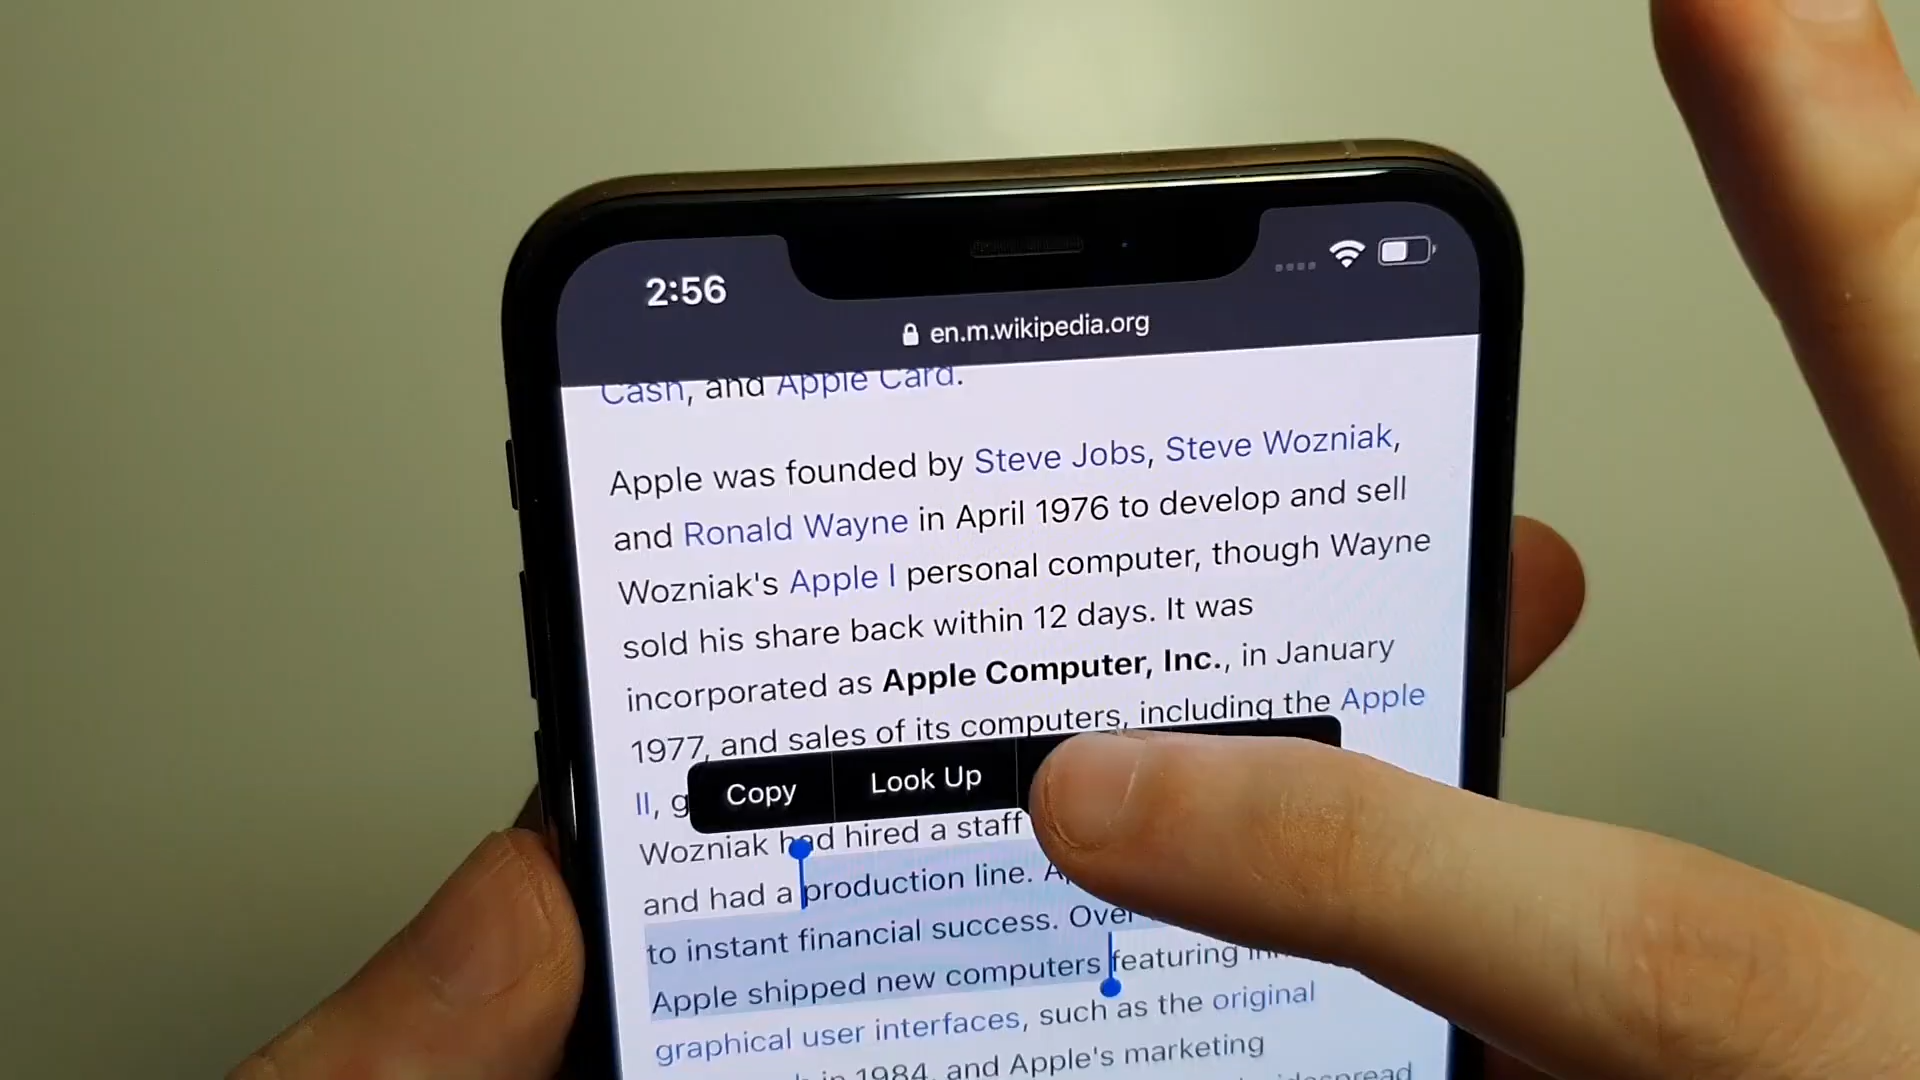 2:56
en.m.wikipedia.org
Cash, and Apple Card.
Apple was founded by Steve Jobs, Steve Wozniak,
and Ronald Wayne in April 1976 to develop and sell
Wozniak's Apple I personal computer, though Wayne
sold his share back within 12 days. It was
incorporated as Apple Computer, Inc., in January
1977, and sales of its computers, including the Apple
Copy Look Up
II, g
Wozniak had hired a staff
and had a production line. A
to instant financial success. Over
Apple shipped new computers featuring
graphical user interfaces, such as the original
in 1984, and Apple's marketing